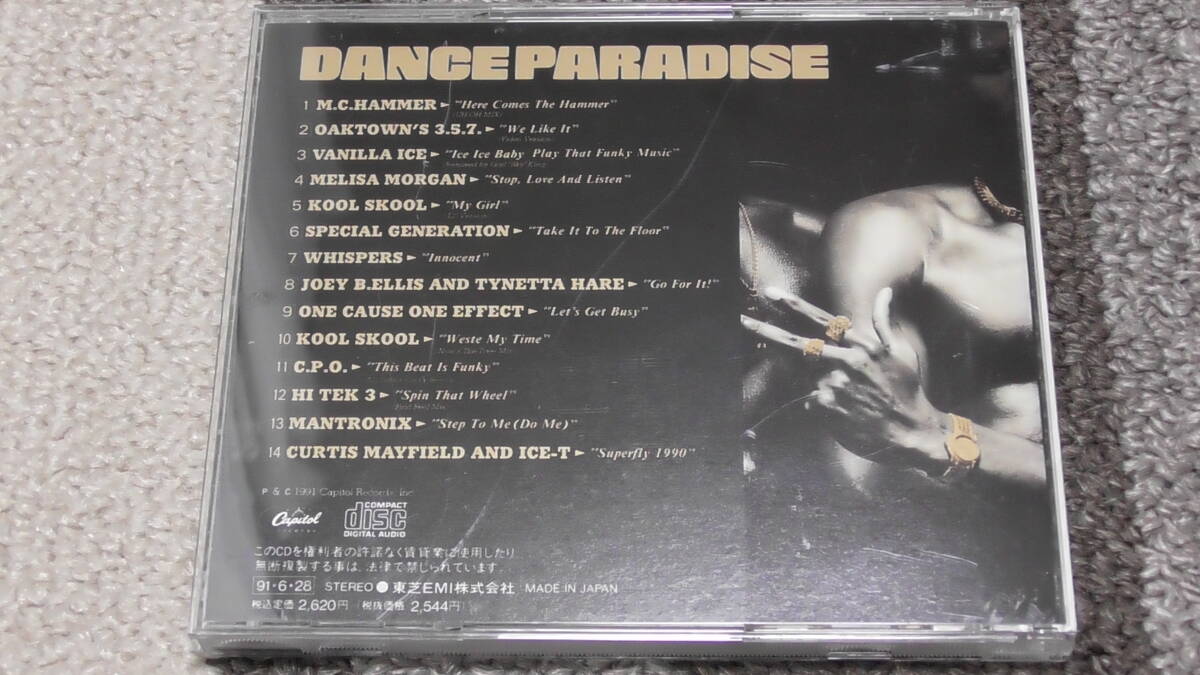 DANCE PARADISE
1 M.C.HAMMER ► "Here Comes The Hammer"
(UH OH MIX)
2 OAKTOWN'S 3.5.7. ► "We Like It"
(Video Version)
3 VANILLA ICE ► "Ice Ice Baby Play That Funky Music"
4 MELISA MORGAN ► "Stop, Love And Listen"
5 KOOL SKOOL ► "My Girl"
6 SPECIAL GENERATION ► "Take It To The Floor"
7 WHISPERS ► "Innocent"
8 JOEY B.ELLIS AND TYNETTA HARE ► "Go For It!"
9 ONE CAUSE ONE EFFECT ► "Let's Get Busy"
10 KOOL SKOOL ► "Weste My Time"
11 C.P.O. ► "This Beat Is Funky"
12 HI TEK 3 ► "Spin That Wheel"
13 MANTRONIX ► "Step To Me (Do Me)"
14 CURTIS MAYFIELD AND ICE-T ► "Superfly 1990"
P & C 1991 Capitol Records, Inc
Capitol
COMPACT
disc
DIGITAL AUDIO
このCDを権利者の許諾なく賃貸業に使用したり
無断複製する事は、法律で禁じられています。
91・6・28 STEREO ● 東芝EMI株式会社 MADE IN JAPAN
税込定価 2,620円 (税抜価格 2,544円)